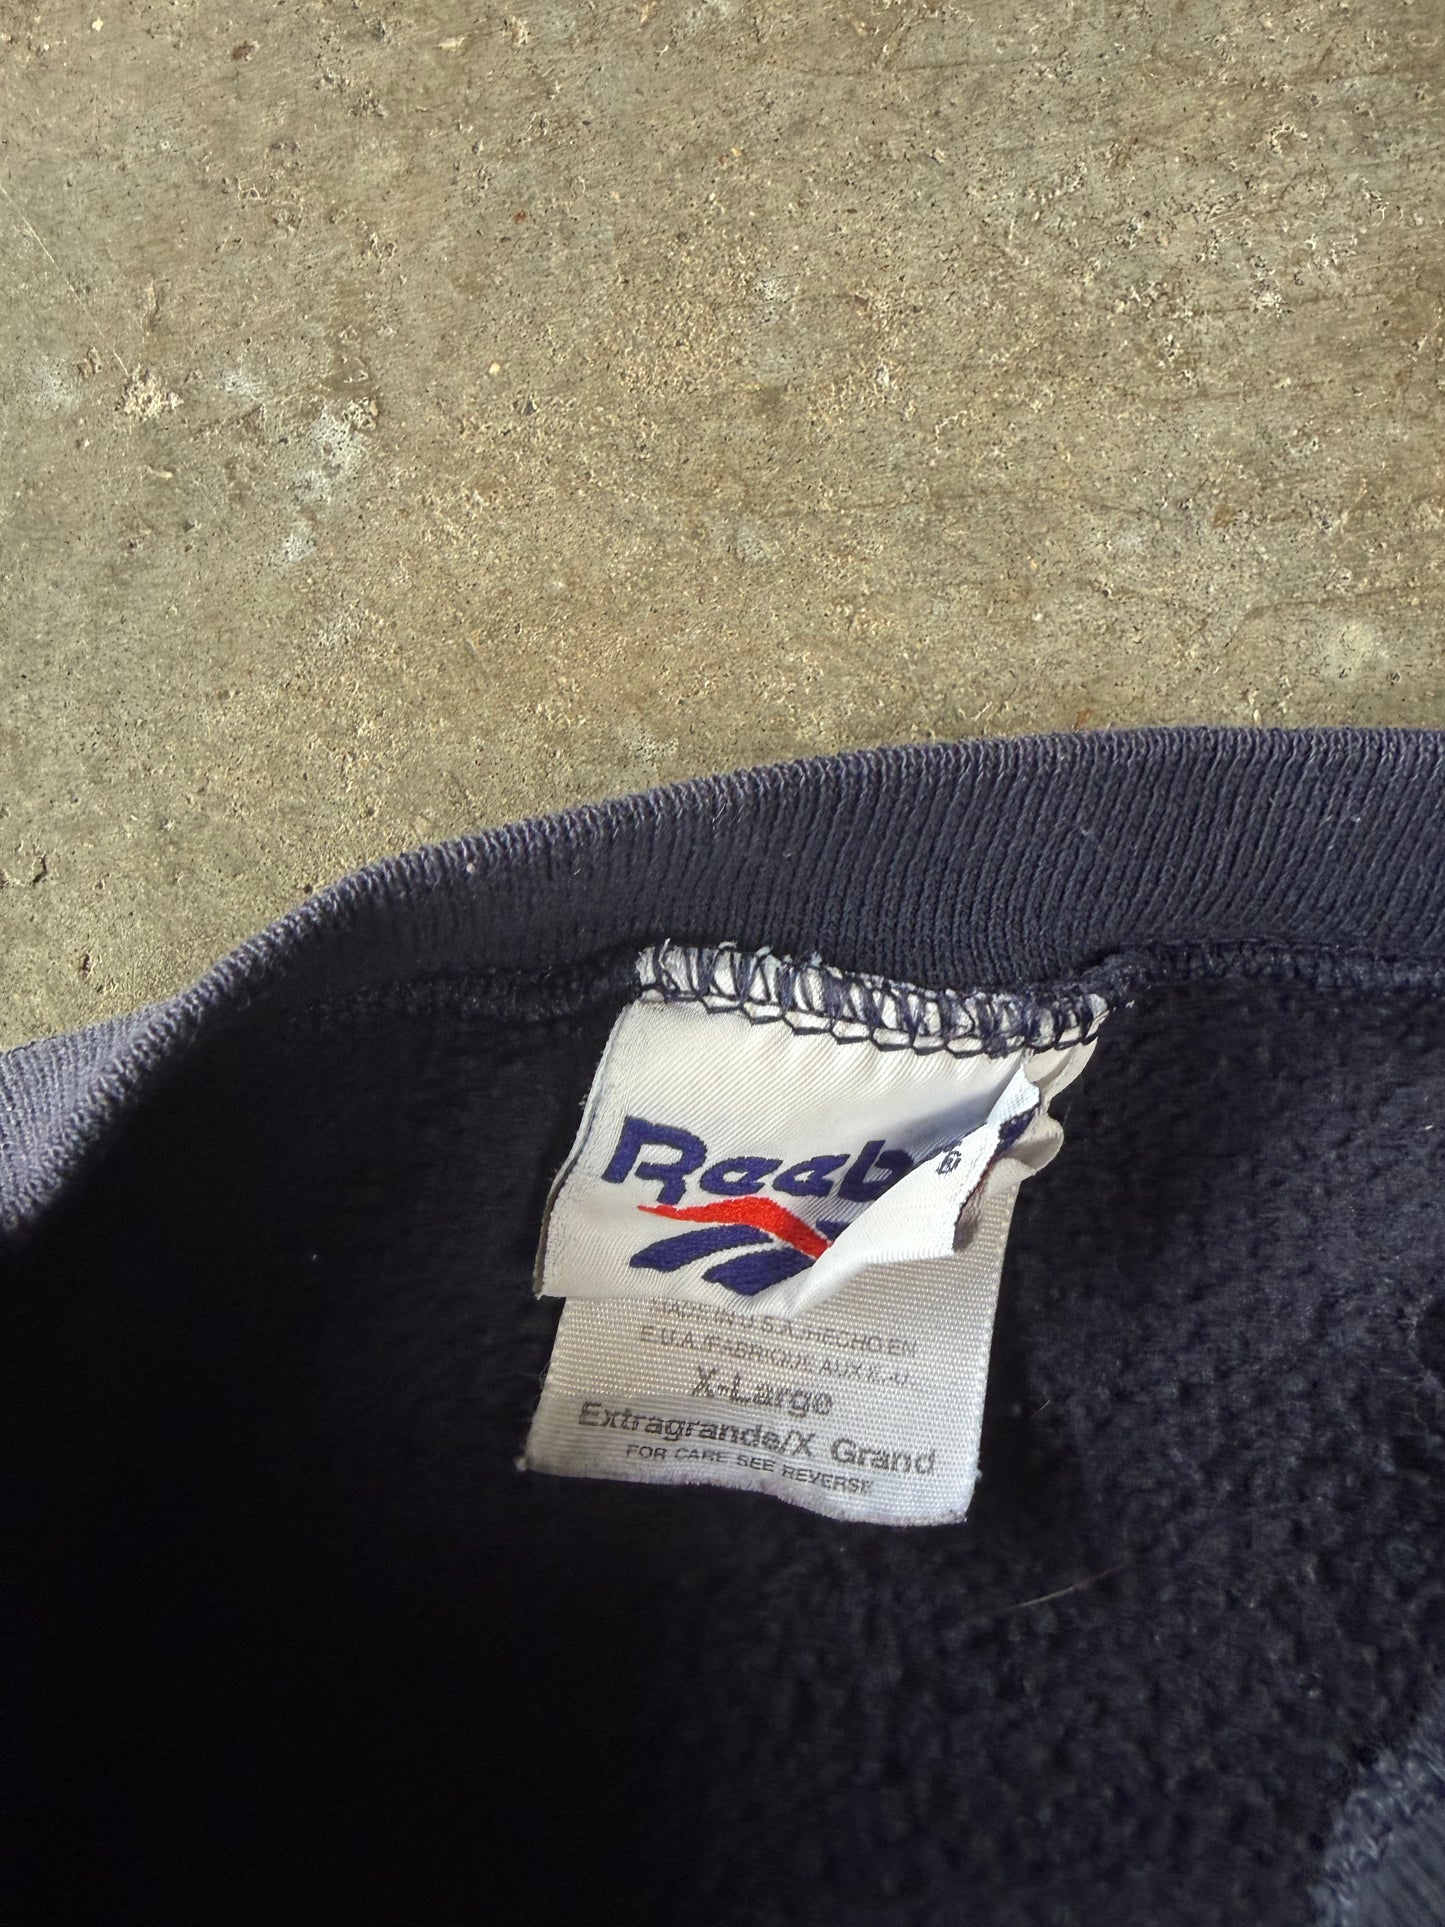 Reeb
®
MADE IN U.S.A./HECHO EN
E.U.A./FABRIQUE AUX E.-U.
X-Large
Extragrande/X Grand
FOR CARE SEE REVERSE